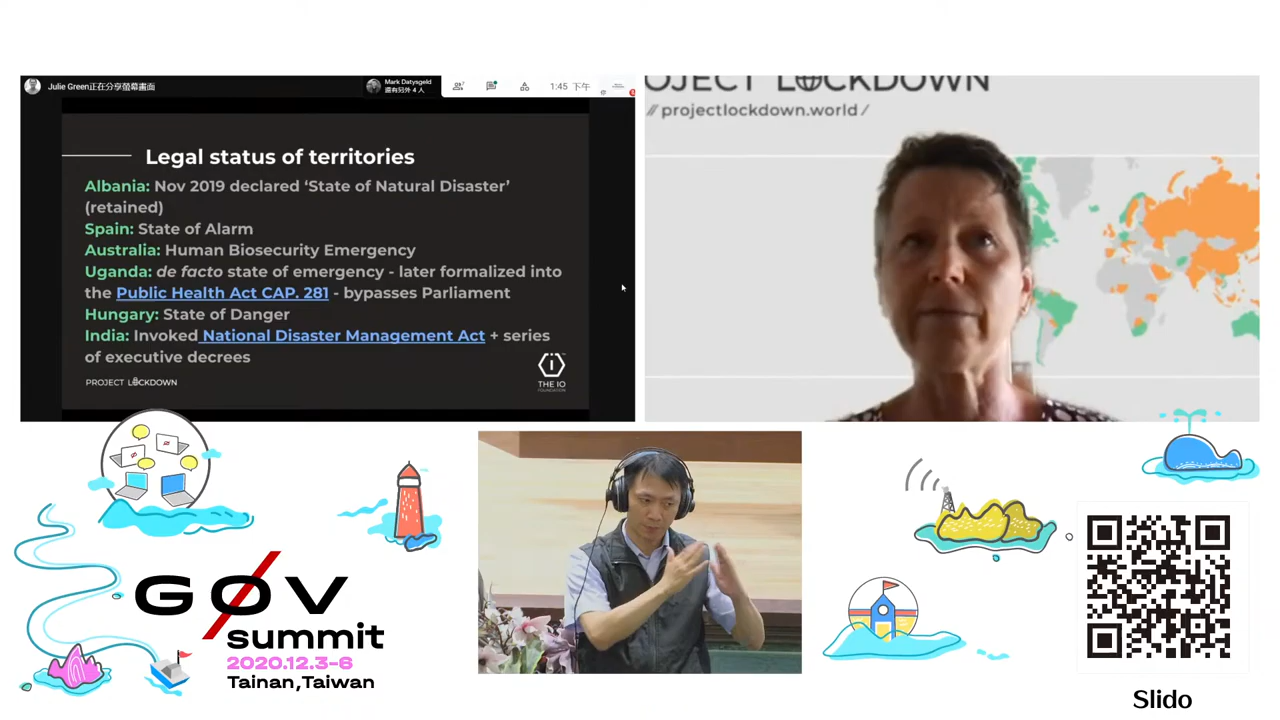 Julie Green正在分享螢幕畫面
Mark Datysgeld
還有另外 4 人
1:45 下午
Legal status of territories
Albania: Nov 2019 declared ‘State of Natural Disaster’
(retained)
Spain: State of Alarm
Australia: Human Biosecurity Emergency
Uganda: de facto state of emergency - later formalized into
the Public Health Act CAP. 281 - bypasses Parliament
Hungary: State of Danger
India: Invoked National Disaster Management Act + series
of executive decrees
PROJECT LOCKDOWN
THE IO
FOUNDATION
OJECT LOCKDOWN
//projectlockdown.world/
GØV
summit
2020.12.3-6
Tainan,Taiwan
Slido